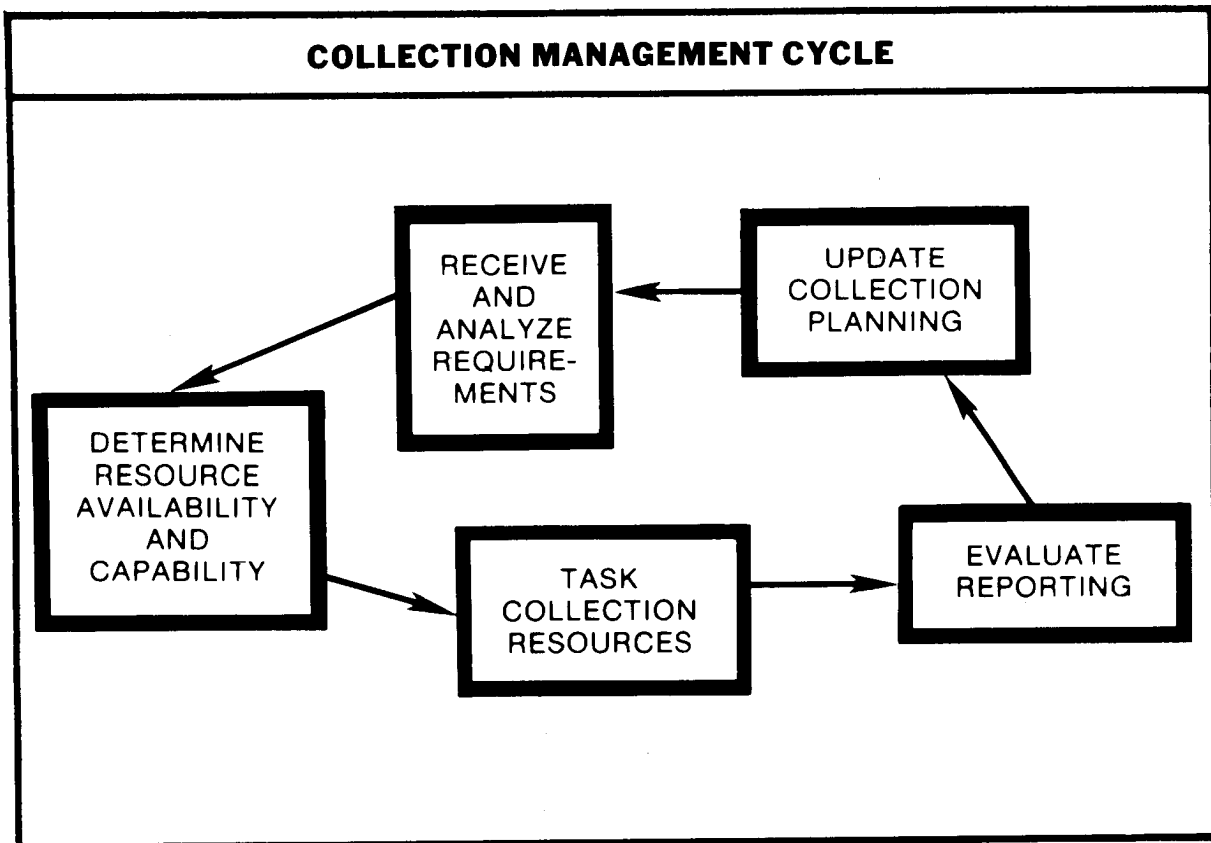 COLLECTION MANAGEMENT CYCLE
RECEIVE
AND
ANALYZE
REQUIRE-
MENTS
UPDATE
COLLECTION
PLANNING
DETERMINE
RESOURCE
AVAILABILITY
AND
CAPABILITY
TASK
COLLECTION
RESOURCES
EVALUATE
REPORTING